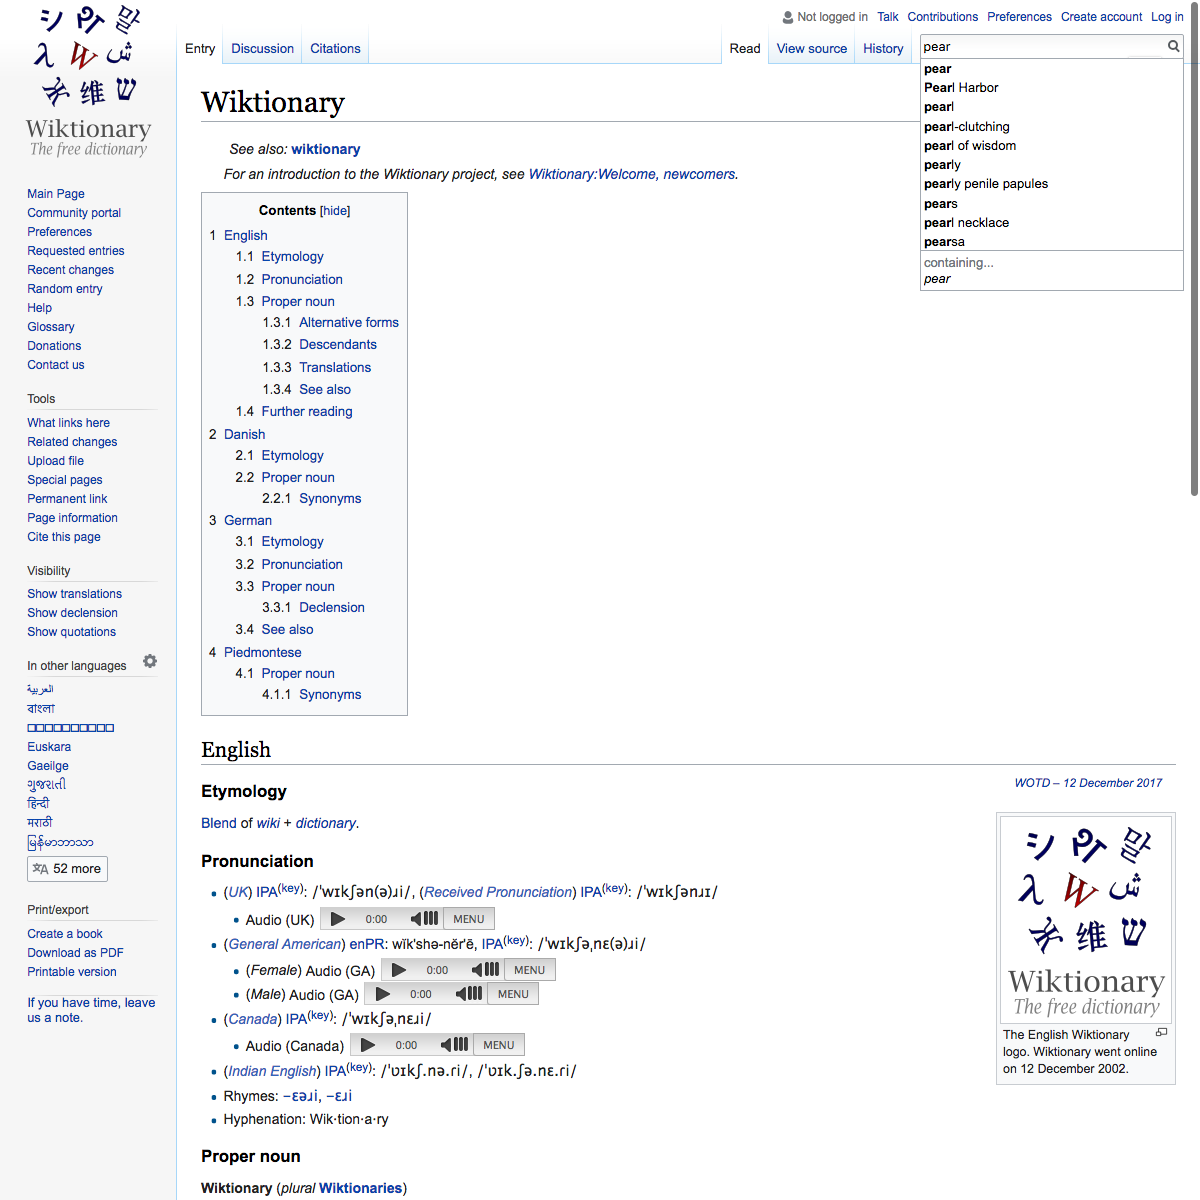 シ や 말
λ W ش
क 维 ש
Wiktionary
The free dictionary
Main Page
Community portal
Preferences
Requested entries
Recent changes
Random entry
Help
Glossary
Donations
Contact us
Tools
What links here
Related changes
Upload file
Special pages
Permanent link
Page information
Cite this page
Visibility
Show translations
Show declension
Show quotations
In other languages
العربية
বাংলা
Euskara
Gaeilge
ગુજરાતી
हिन्दी
मराठी
မြန်မာဘာသာ
52 more
Print/export
Create a book
Download as PDF
Printable version
If you have time, leave
us a note.
Not logged in Talk Contributions Preferences Create account Log in
Entry Discussion Citations Read View source History
pear
pear
Pearl Harbor
pearl
pearl-clutching
pearl of wisdom
pearly
pearly penile papules
pears
pearl necklace
pearsa
containing...
pear
Wiktionary
See also: wiktionary
For an introduction to the Wiktionary project, see Wiktionary:Welcome, newcomers.
Contents [hide]
1 English
1.1 Etymology
1.2 Pronunciation
1.3 Proper noun
1.3.1 Alternative forms
1.3.2 Descendants
1.3.3 Translations
1.3.4 See also
1.4 Further reading
2 Danish
2.1 Etymology
2.2 Proper noun
2.2.1 Synonyms
3 German
3.1 Etymology
3.2 Pronunciation
3.3 Proper noun
3.3.1 Declension
3.4 See also
4 Piedmontese
4.1 Proper noun
4.1.1 Synonyms
English
WOTD – 12 December 2017
Etymology
Blend of wiki + dictionary.
Pronunciation
(UK) IPA(key): /ˈwɪkʃən(ə)ɹi/, (Received Pronunciation) IPA(key): /ˈwɪkʃənɹɪ/
Audio (UK) 0:00 MENU
(General American) enPR: wĭk'shə-nĕr'ē, IPA(key): /ˈwɪkʃəˌnɛ(ə)ɹi/
(Female) Audio (GA) 0:00 MENU
(Male) Audio (GA) 0:00 MENU
(Canada) IPA(key): /ˈwɪkʃəˌnɛɹi/
Audio (Canada) 0:00 MENU
(Indian English) IPA(key): /ˈʋɪkʃ.nə.ri/, /ˈʋɪk.ʃə.nɛ.ri/
Rhymes: -ɛəɹi, -ɛɹi
Hyphenation: Wik‧tion‧a‧ry
Proper noun
Wiktionary (plural Wiktionaries)
Wiktionary
The free dictionary
The English Wiktionary
logo. Wiktionary went online
on 12 December 2002.